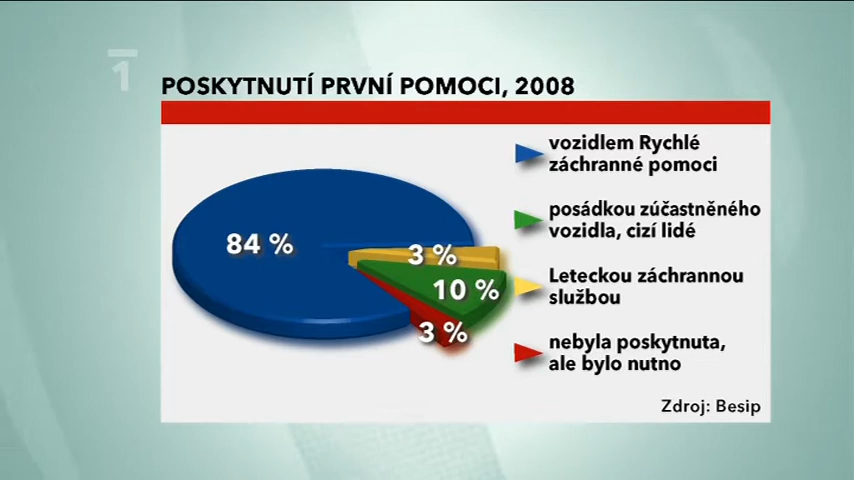 1
POSKYTNUTÍ PRVNÍ POMOCI, 2008
vozidlem Rychlé
záchranné pomoci
84 %
posádkou zúčastněného
vozidla, cizí lidé
3 %
Leteckou záchrannou
službou
10 %
3 %
nebyla poskytnuta,
ale bylo nutno
Zdroj: Besip